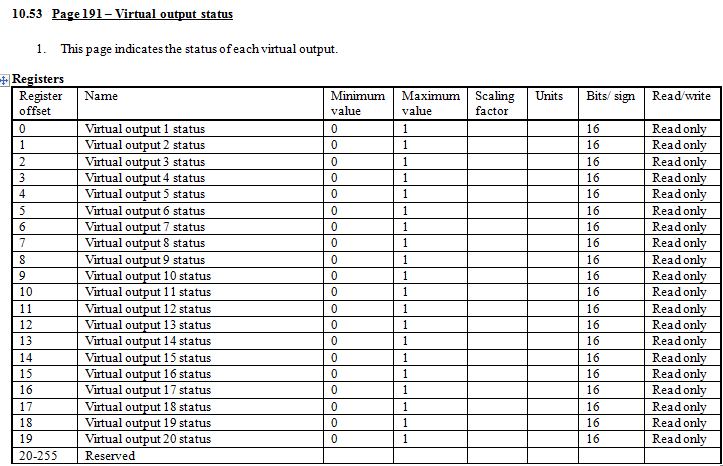 10.53 Page 191 – Virtual output status
1. This page indicates the status of each virtual output.
Registers
Register offset Name Minimum value Maximum value Scaling factor Units Bits/ sign Read/write
0 Virtual output 1 status 0 1 16 Read only
1 Virtual output 2 status 0 1 16 Read only
2 Virtual output 3 status 0 1 16 Read only
3 Virtual output 4 status 0 1 16 Read only
4 Virtual output 5 status 0 1 16 Read only
5 Virtual output 6 status 0 1 16 Read only
6 Virtual output 7 status 0 1 16 Read only
7 Virtual output 8 status 0 1 16 Read only
8 Virtual output 9 status 0 1 16 Read only
9 Virtual output 10 status 0 1 16 Read only
10 Virtual output 11 status 0 1 16 Read only
11 Virtual output 12 status 0 1 16 Read only
12 Virtual output 13 status 0 1 16 Read only
13 Virtual output 14 status 0 1 16 Read only
14 Virtual output 15 status 0 1 16 Read only
15 Virtual output 16 status 0 1 16 Read only
16 Virtual output 17 status 0 1 16 Read only
17 Virtual output 18 status 0 1 16 Read only
18 Virtual output 19 status 0 1 16 Read only
19 Virtual output 20 status 0 1 16 Read only
20-255 Reserved